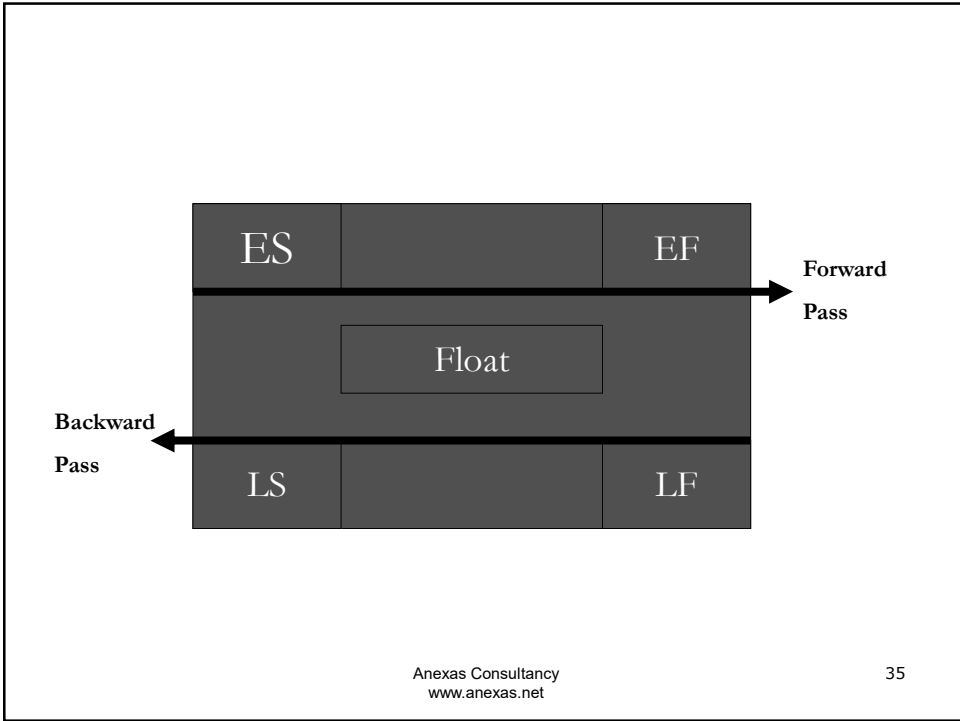 ES
EF
Forward
Pass
Float
Backward
Pass
LS
LF
Anexas Consultancy
www.anexas.net
35